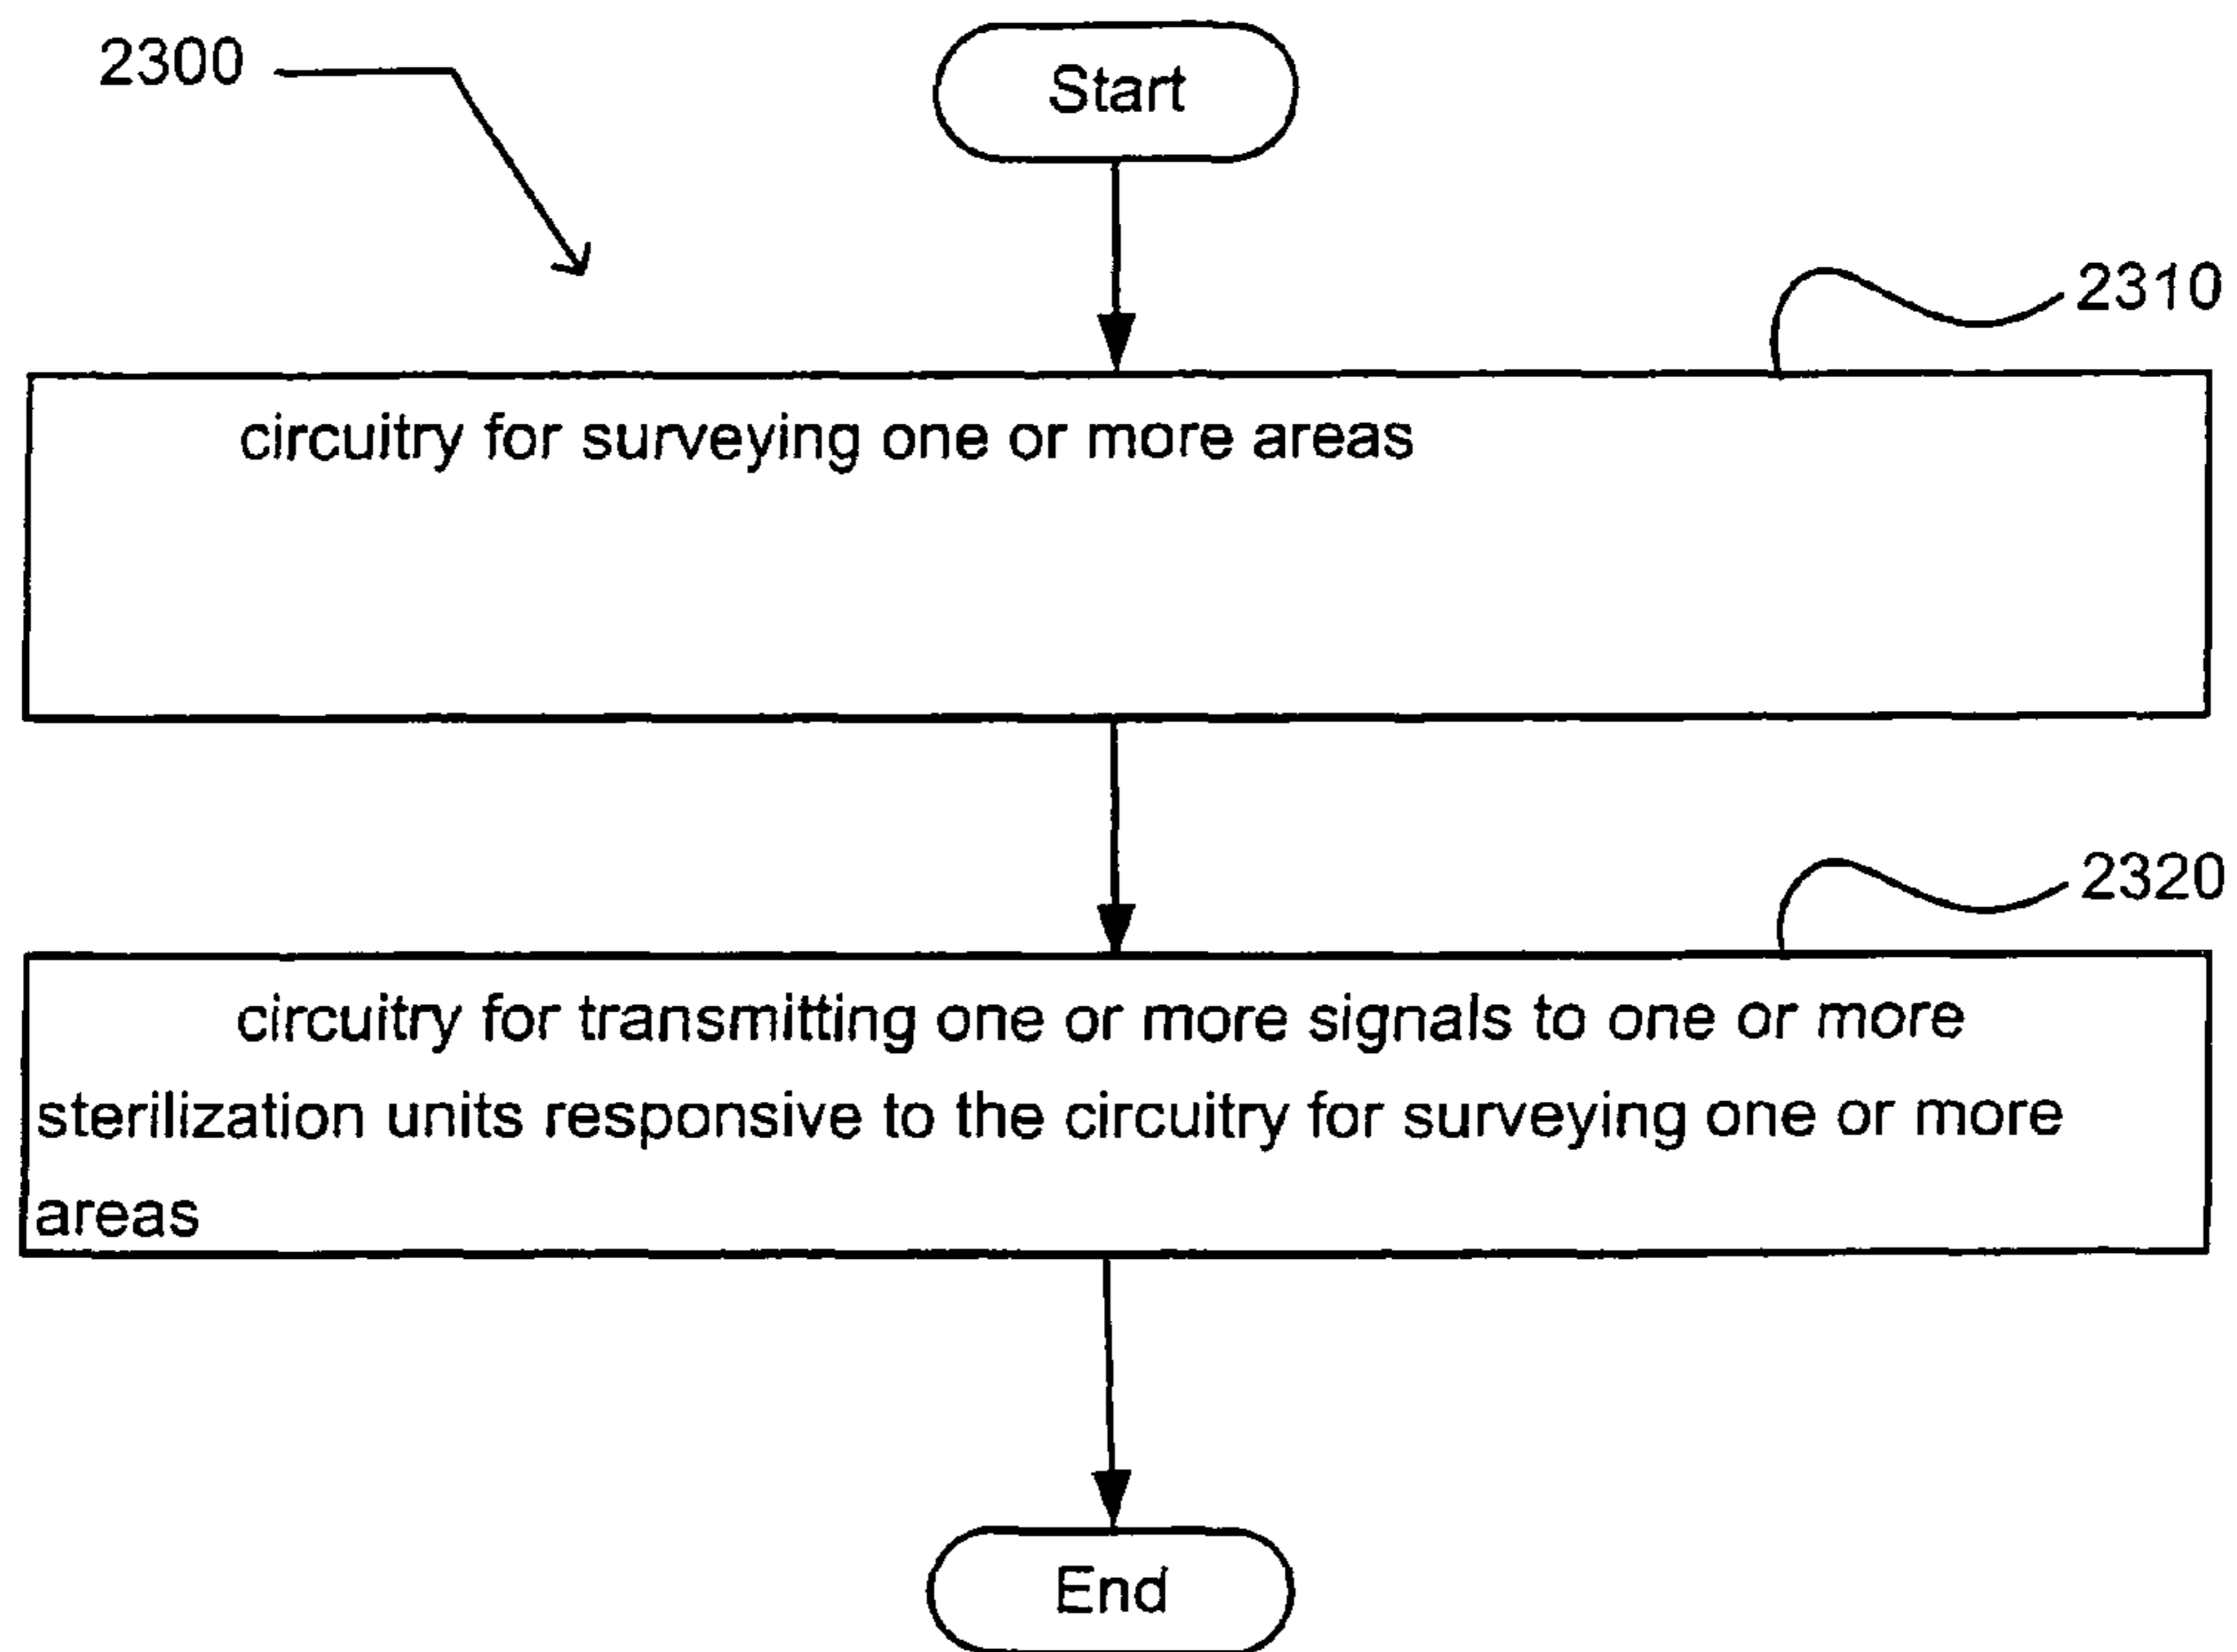 2300
Start
2310
circuitry for surveying one or more areas
2320
circuitry for transmitting one or more signals to one or more
sterilization units responsive to the circuitry for surveying one or more
areas
End